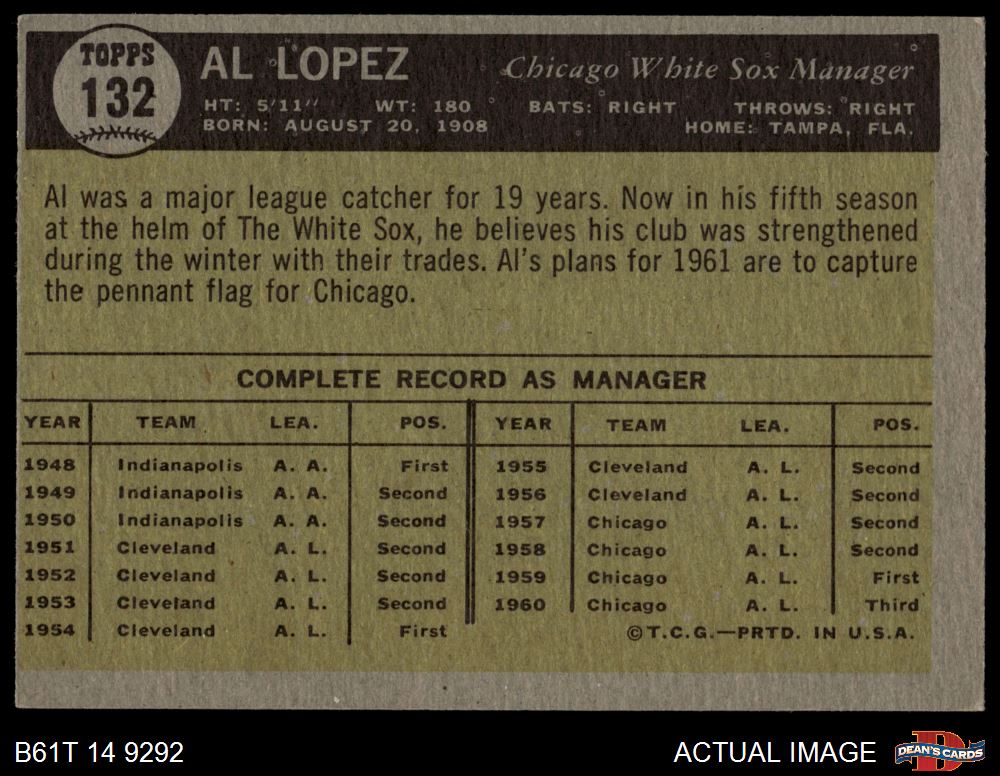 TOPPS
132
AL LOPEZ
Chicago White Sox Manager
HT: 5'11" WT: 180 BATS: RIGHT THROWS: RIGHT
BORN: AUGUST 20, 1908 HOME: TAMPA, FLA.
Al was a major league catcher for 19 years. Now in his fifth season
at the helm of The White Sox, he believes his club was strengthened
during the winter with their trades. Al's plans for 1961 are to capture
the pennant flag for Chicago.
COMPLETE RECORD AS MANAGER
YEAR TEAM LEA. POS. YEAR TEAM LEA. POS.
1948 Indianapolis A. A. First 1955 Cleveland A. L. Second
1949 Indianapolis A. A. Second 1956 Cleveland A. L. Second
1950 Indianapolis A. A. Second 1957 Chicago A. L. Second
1951 Cleveland A. L. Second 1958 Chicago A. L. Second
1952 Cleveland A. L. Second 1959 Chicago A. L. First
1953 Cleveland A. L. Second 1960 Chicago A. L. Third
1954 Cleveland A. L. First ©T.C.G.—PRTD. IN U.S.A.
B61T 14 9292 ACTUAL IMAGE D DEAN'S CARDS